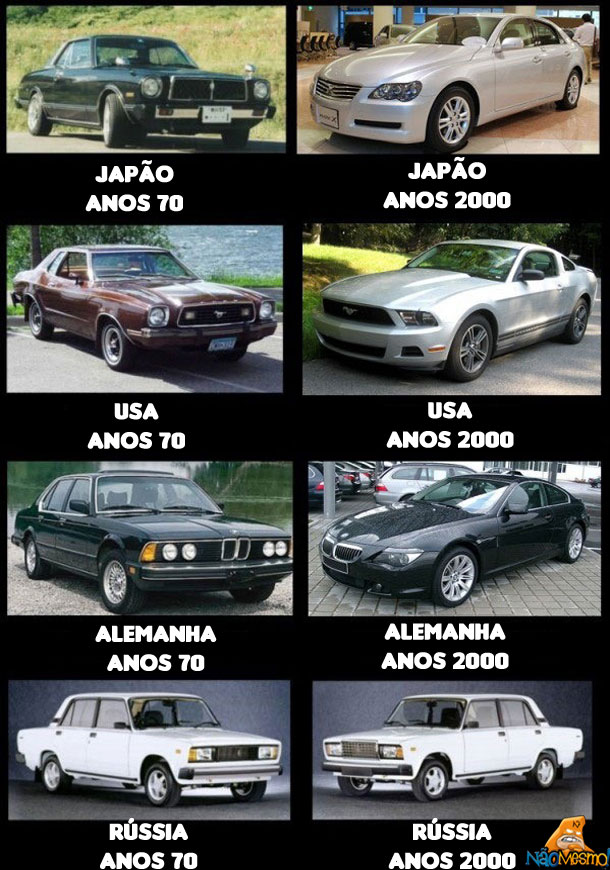 JAPÃO
ANOS 70
JAPÃO
ANOS 2000
USA
ANOS 70
USA
ANOS 2000
ALEMANHA
ANOS 70
ALEMANHA
ANOS 2000
RÚSSIA
ANOS 70
RÚSSIA
ANOS 2000
NãoMesmo!